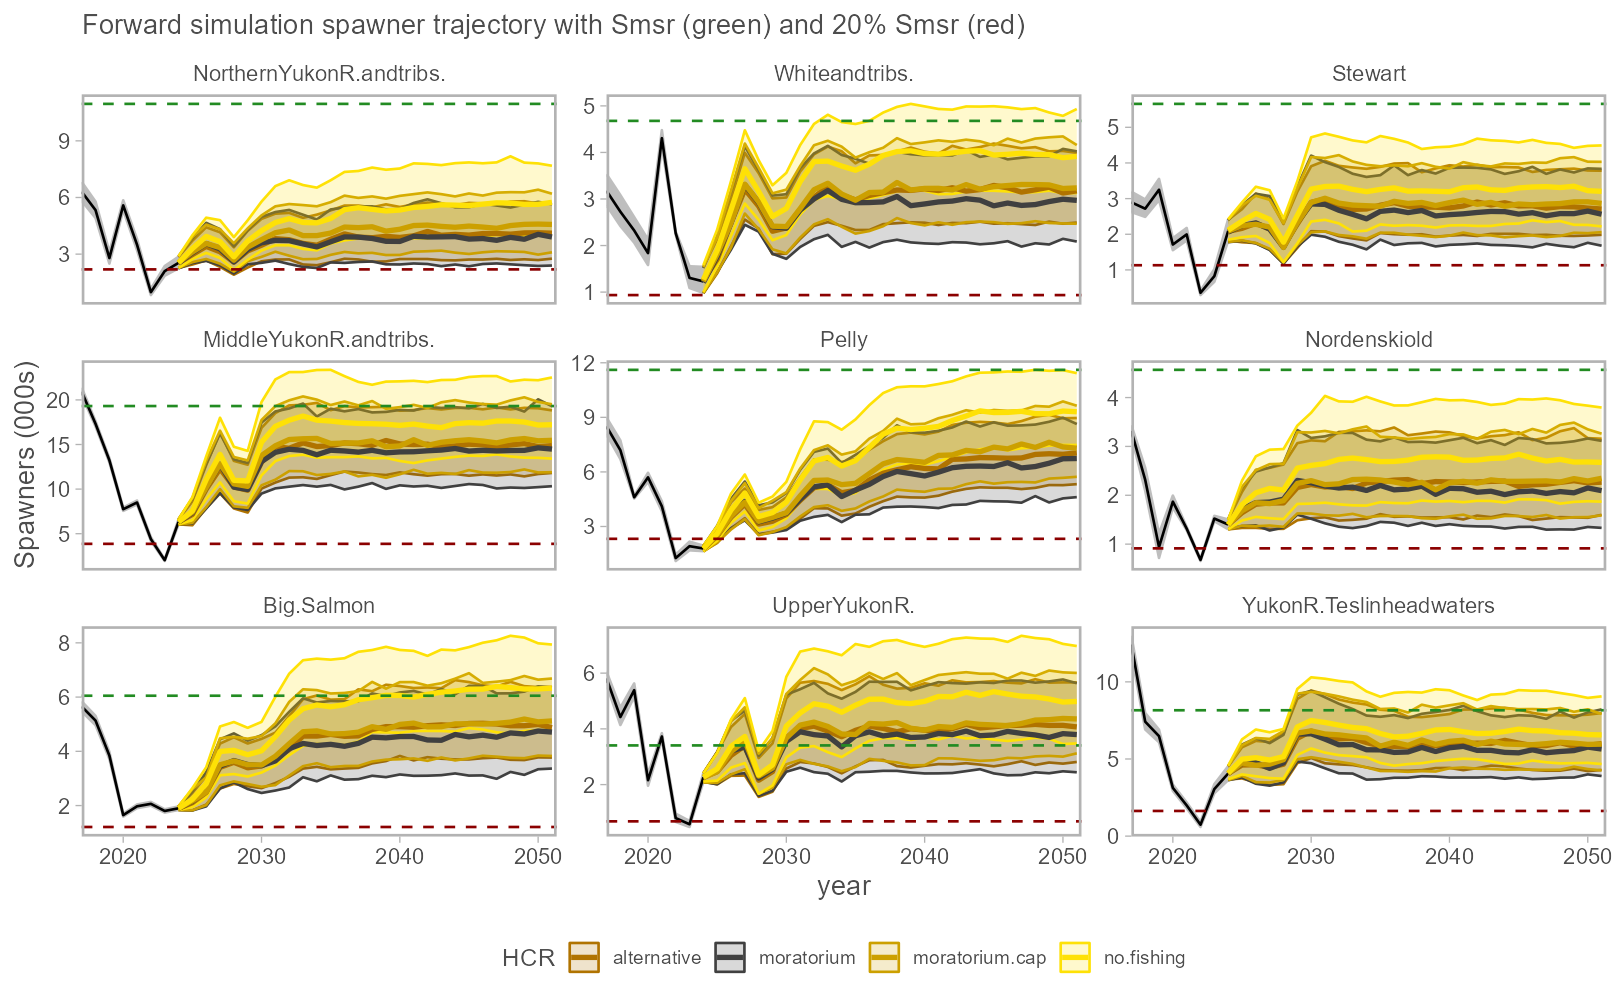 Forward simulation spawner trajectory with Smsr (green) and 20% Smsr (red)
NorthernYukonR.andtribs.
Whiteandtribs.
Stewart
9
6
3
5
4
3
2
1
5
4
3
2
1
MiddleYukonR.andtribs.
Pelly
Nordenskiold
20
15
10
5
12
9
6
3
4
3
2
1
Big.Salmon
UpperYukonR.
YukonR.Teslinheadwaters
8
6
4
2
6
4
2
10
5
0
2020 2030 2040 2050
2020 2030 2040 2050
2020 2030 2040 2050
Spawners (000s)
year
HCR alternative moratorium moratorium.cap no.fishing